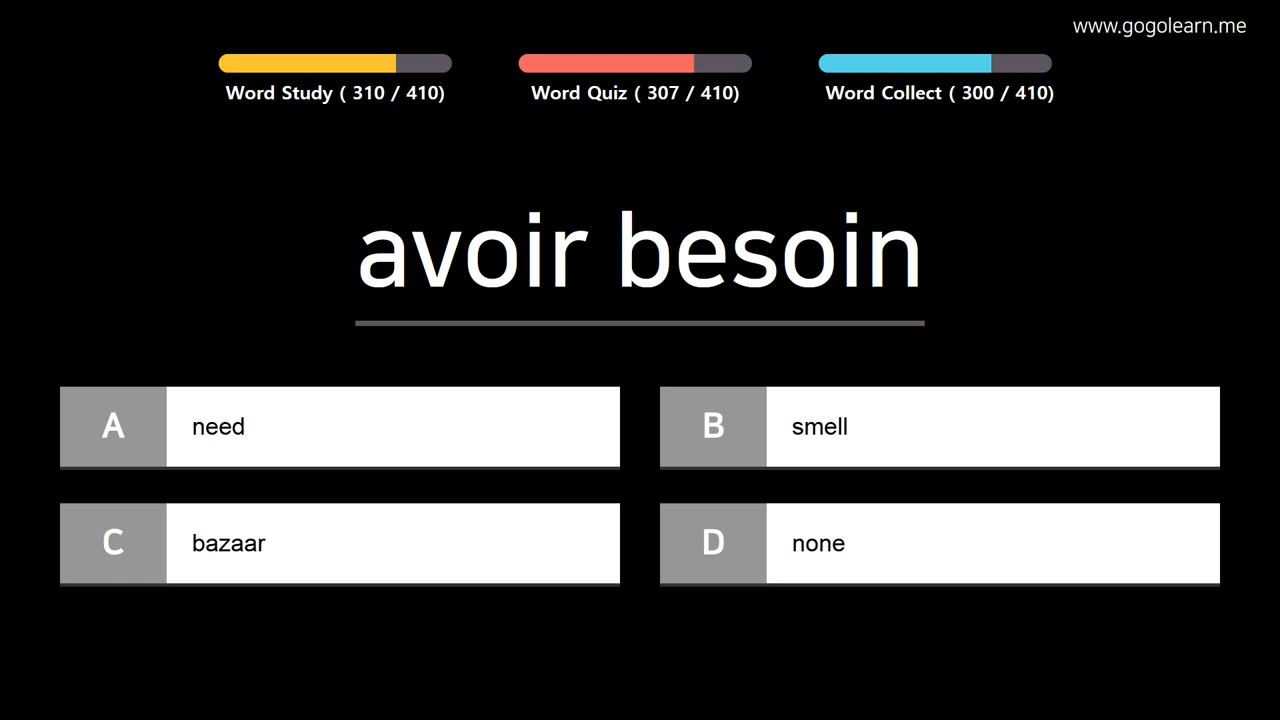 www.gogolearn.me
Word Study ( 310 / 410)
Word Quiz ( 307 / 410)
Word Collect ( 300 / 410)
avoir besoin
A need
B smell
C bazaar
D none